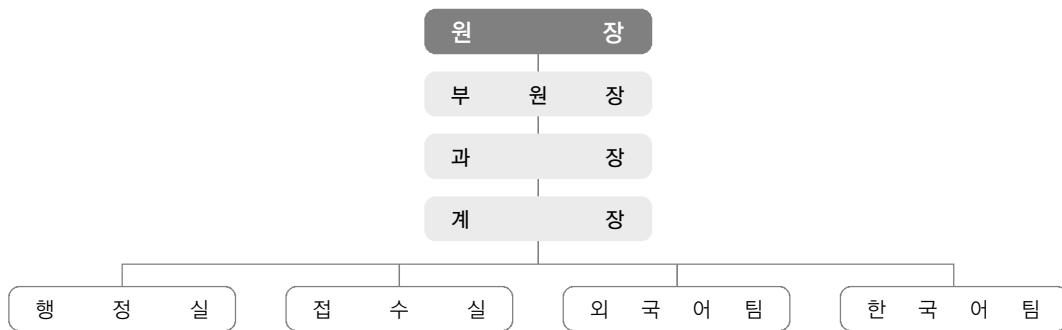 원 장
부 원 장
과 장
계 장
행 정 실 접 수 실 외 국 어 팀 한 국 어 팀